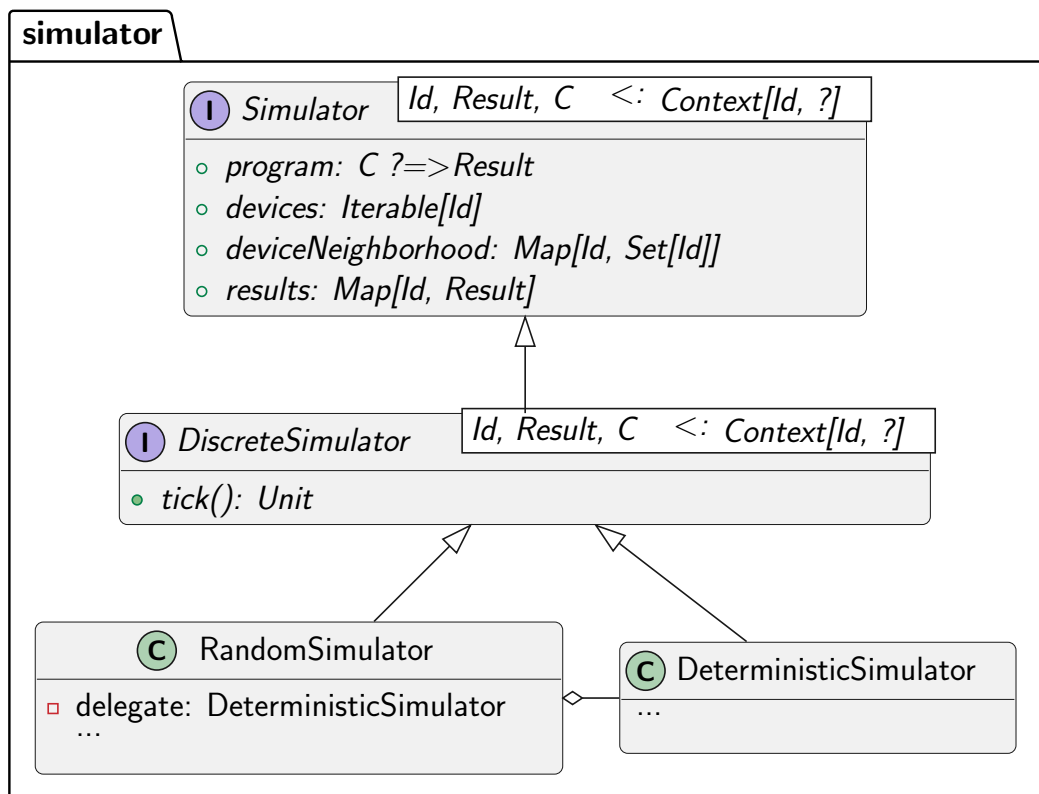 simulator
I Simulator
Id, Result, C <: Context[Id, ?]
program: C ?=>Result
devices: Iterable[Id]
deviceNeighborhood: Map[Id, Set[Id]]
results: Map[Id, Result]
I DiscreteSimulator
Id, Result, C <: Context[Id, ?]
tick(): Unit
C RandomSimulator
delegate: DeterministicSimulator
...
C DeterministicSimulator
...